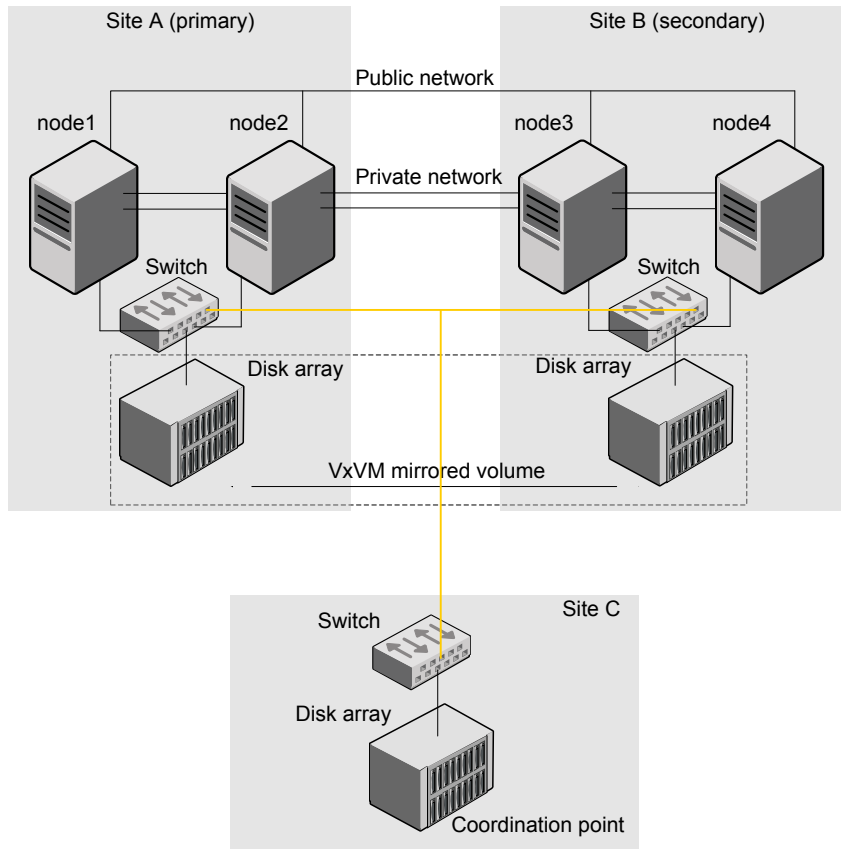 Site A (primary)
Site B (secondary)
Public network
node1
node2
node3
node4
Private network
Switch
Switch
Disk array
Disk array
VxVM mirrored volume
Site C
Switch
Disk array
Coordination point